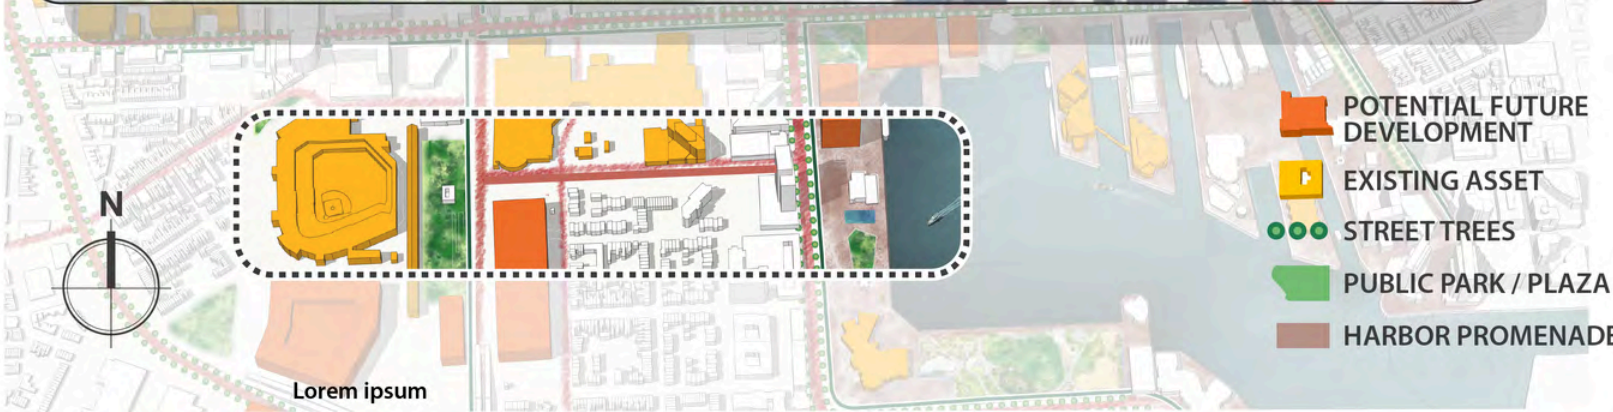 N
POTENTIAL FUTURE
DEVELOPMENT
EXISTING ASSET
STREET TREES
PUBLIC PARK / PLAZA
HARBOR PROMENADE
Lorem ipsum